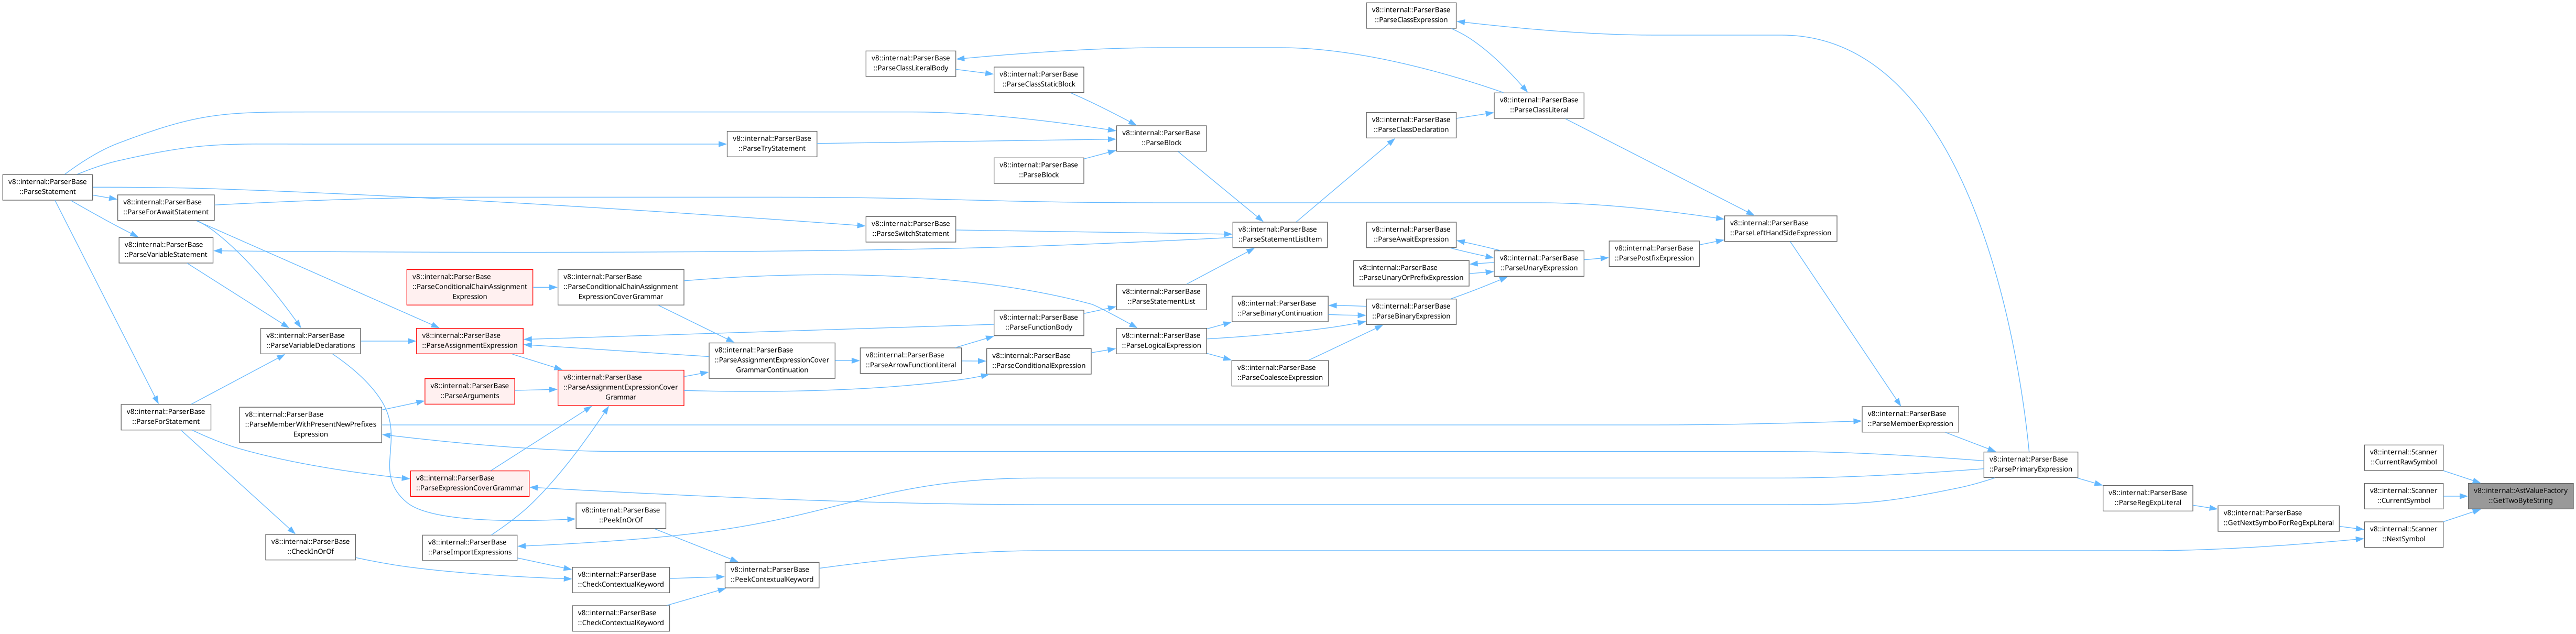 v8::internal::ParserBase
::ParseClassExpression
v8::internal::ParserBase
::ParseClassLiteralBody
v8::internal::ParserBase
::ParseClassStaticBlock
v8::internal::ParserBase
::ParseClassLiteral
v8::internal::ParserBase
::ParseClassDeclaration
v8::internal::ParserBase
::ParseBlock
v8::internal::ParserBase
::ParseTryStatement
v8::internal::ParserBase
::ParseBlock
v8::internal::ParserBase
::ParseStatement
v8::internal::ParserBase
::ParseForAwaitStatement
v8::internal::ParserBase
::ParseSwitchStatement
v8::internal::ParserBase
::ParseStatementListItem
v8::internal::ParserBase
::ParseAwaitExpression
v8::internal::ParserBase
::ParseLeftHandSideExpression
v8::internal::ParserBase
::ParseVariableStatement
v8::internal::ParserBase
::ParsePostfixExpression
v8::internal::ParserBase
::ParseUnaryExpression
v8::internal::ParserBase
::ParseUnaryOrPrefixExpression
v8::internal::ParserBase
::ParseConditionalChainAssignment
Expression
v8::internal::ParserBase
::ParseConditionalChainAssignment
ExpressionCoverGrammar
v8::internal::ParserBase
::ParseStatementList
v8::internal::ParserBase
::ParseBinaryContinuation
v8::internal::ParserBase
::ParseBinaryExpression
v8::internal::ParserBase
::ParseFunctionBody
v8::internal::ParserBase
::ParseVariableDeclarations
v8::internal::ParserBase
::ParseAssignmentExpression
v8::internal::ParserBase
::ParseLogicalExpression
v8::internal::ParserBase
::ParseAssignmentExpressionCover
GrammarContinuation
v8::internal::ParserBase
::ParseArrowFunctionLiteral
v8::internal::ParserBase
::ParseConditionalExpression
v8::internal::ParserBase
::ParseCoalesceExpression
v8::internal::ParserBase
::ParseArguments
v8::internal::ParserBase
::ParseAssignmentExpressionCover
Grammar
v8::internal::ParserBase
::ParseForStatement
v8::internal::ParserBase
::ParseMemberWithPresentNewPrefixes
Expression
v8::internal::ParserBase
::ParseMemberExpression
v8::internal::ParserBase
::ParsePrimaryExpression
v8::internal::Scanner
::CurrentRawSymbol
v8::internal::ParserBase
::ParseExpressionCoverGrammar
v8::internal::ParserBase
::ParseRegExpLiteral
v8::internal::Scanner
::CurrentSymbol
v8::internal::AstValueFactory
::GetTwoByteString
v8::internal::ParserBase
::PeekInOrOf
v8::internal::ParserBase
::GetNextSymbolForRegExpLiteral
v8::internal::Scanner
::NextSymbol
v8::internal::ParserBase
::CheckInOrOf
v8::internal::ParserBase
::ParseImportExpressions
v8::internal::ParserBase
::CheckContextualKeyword
v8::internal::ParserBase
::PeekContextualKeyword
v8::internal::ParserBase
::CheckContextualKeyword